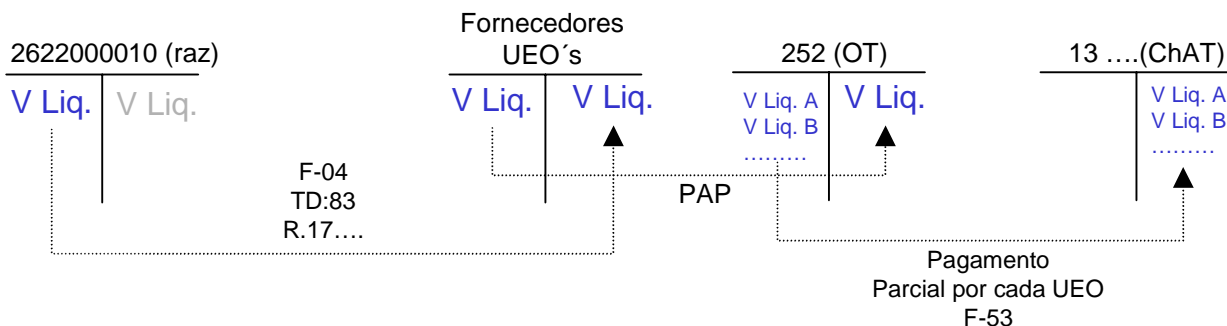 Fornecedores
UEO´s
2622000010 (raz)
252 (OT)
13 ....(ChAT)
V Liq.
V Liq.
V Liq.
V Liq.
V Liq. A
V Liq. B
………
V Liq.
V Liq. A
V Liq. B
………
F-04
TD:83
R.17….
PAP
Pagamento
Parcial por cada UEO
F-53